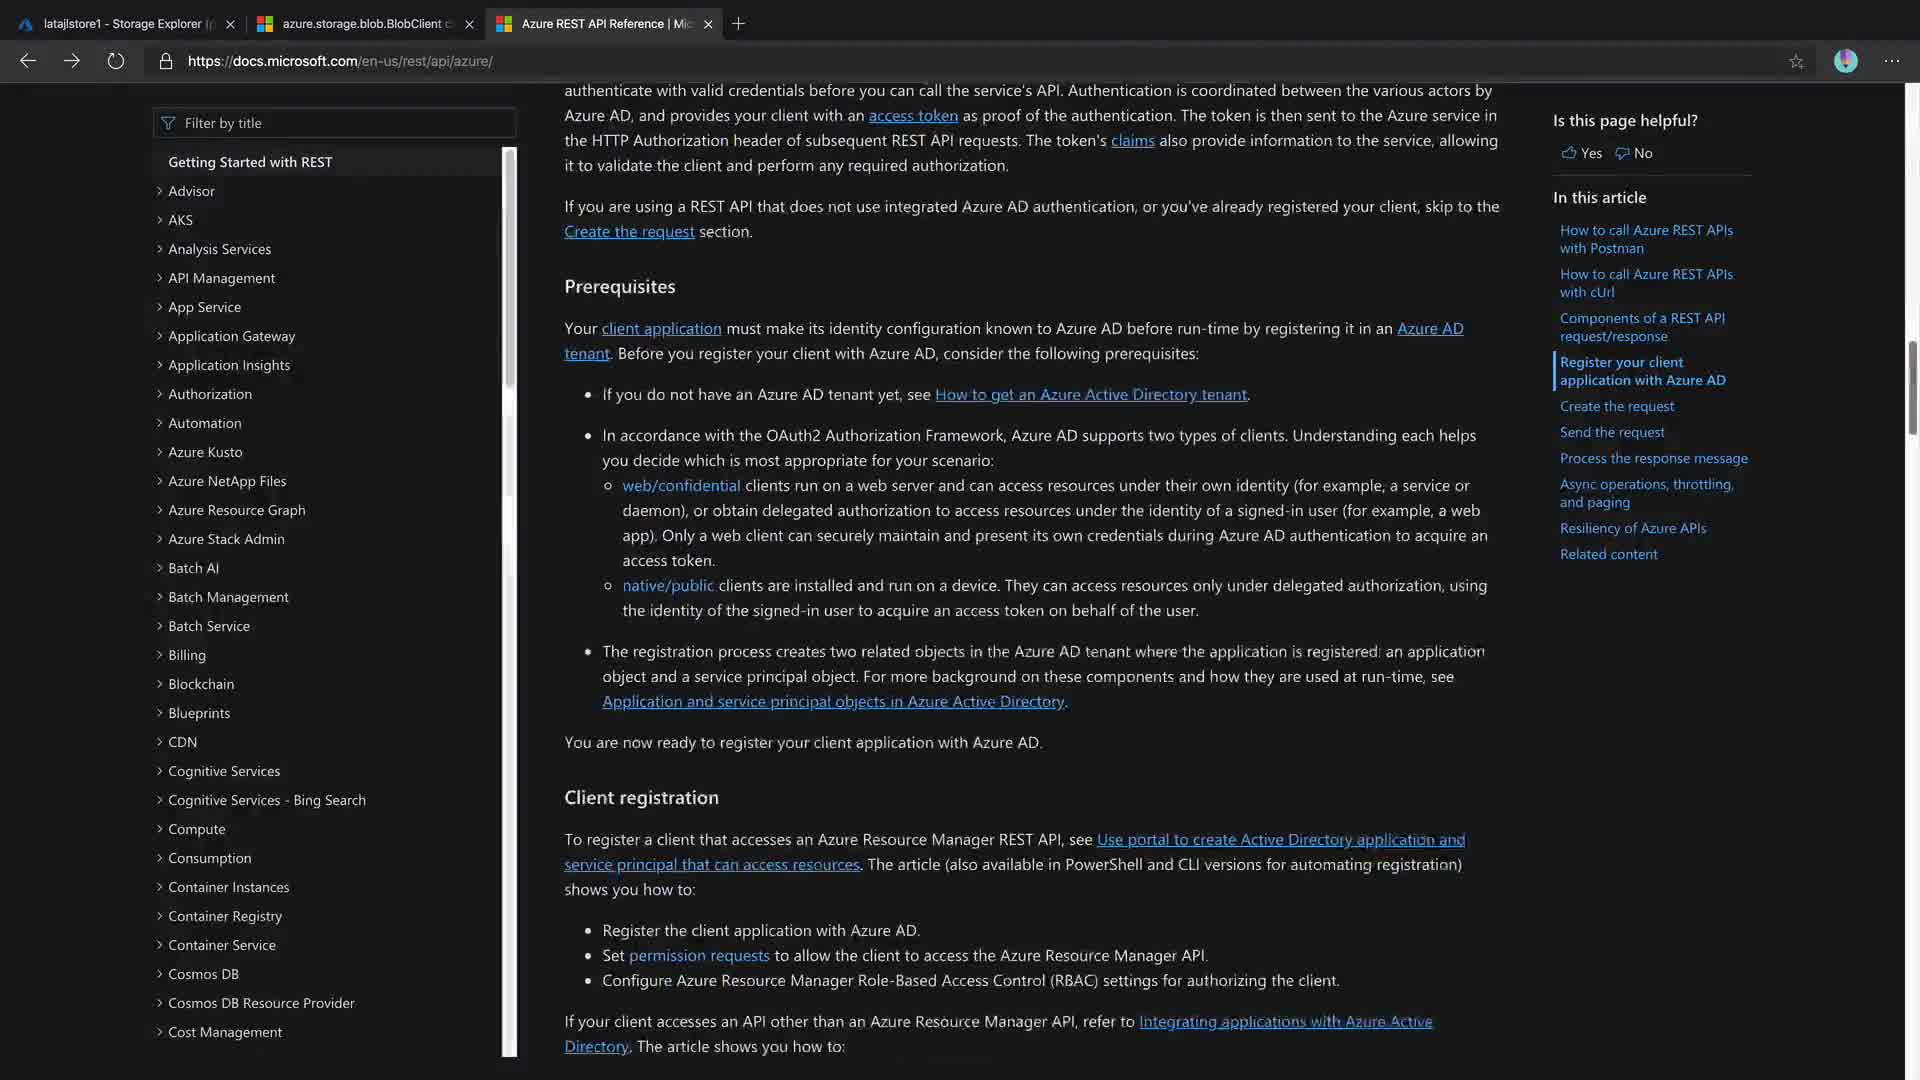 latajlstore1 - Storage Explorer (p
azure.storage.blob.BlobClient c
Azure REST API Reference | Mic
https://docs.microsoft.com/en-us/rest/api/azure/
Filter by title
Getting Started with REST
Advisor
AKS
Analysis Services
API Management
App Service
Application Gateway
Application Insights
Authorization
Automation
Azure Kusto
Azure NetApp Files
Azure Resource Graph
Azure Stack Admin
Batch AI
Batch Management
Batch Service
Billing
Blockchain
Blueprints
CDN
Cognitive Services
Cognitive Services - Bing Search
Compute
Consumption
Container Instances
Container Registry
Container Service
Cosmos DB
Cosmos DB Resource Provider
Cost Management
authenticate with valid credentials before you can call the service's API. Authentication is coordinated between the various actors by
Azure AD, and provides your client with an access token as proof of the authentication. The token is then sent to the Azure service in
the HTTP Authorization header of subsequent REST API requests. The token's claims also provide information to the service, allowing
it to validate the client and perform any required authorization.
If you are using a REST API that does not use integrated Azure AD authentication, or you've already registered your client, skip to the
Create the request section.
Prerequisites
Your client application must make its identity configuration known to Azure AD before run-time by registering it in an Azure AD
tenant. Before you register your client with Azure AD, consider the following prerequisites:
• If you do not have an Azure AD tenant yet, see How to get an Azure Active Directory tenant.
• In accordance with the OAuth2 Authorization Framework, Azure AD supports two types of clients. Understanding each helps
you decide which is most appropriate for your scenario:
○ web/confidential clients run on a web server and can access resources under their own identity (for example, a service or
daemon), or obtain delegated authorization to access resources under the identity of a signed-in user (for example, a web
app). Only a web client can securely maintain and present its own credentials during Azure AD authentication to acquire an
access token.
○ native/public clients are installed and run on a device. They can access resources only under delegated authorization, using
the identity of the signed-in user to acquire an access token on behalf of the user.
• The registration process creates two related objects in the Azure AD tenant where the application is registered: an application
object and a service principal object. For more background on these components and how they are used at run-time, see
Application and service principal objects in Azure Active Directory.
You are now ready to register your client application with Azure AD.
Client registration
To register a client that accesses an Azure Resource Manager REST API, see Use portal to create Active Directory application and
service principal that can access resources. The article (also available in PowerShell and CLI versions for automating registration)
shows you how to:
• Register the client application with Azure AD.
• Set permission requests to allow the client to access the Azure Resource Manager API.
• Configure Azure Resource Manager Role-Based Access Control (RBAC) settings for authorizing the client.
If your client accesses an API other than an Azure Resource Manager API, refer to Integrating applications with Azure Active
Directory. The article shows you how to:
Is this page helpful?
Yes No
In this article
How to call Azure REST APIs
with Postman
How to call Azure REST APIs
with cUrl
Components of a REST API
request/response
Register your client
application with Azure AD
Create the request
Send the request
Process the response message
Async operations, throttling,
and paging
Resiliency of Azure APIs
Related content